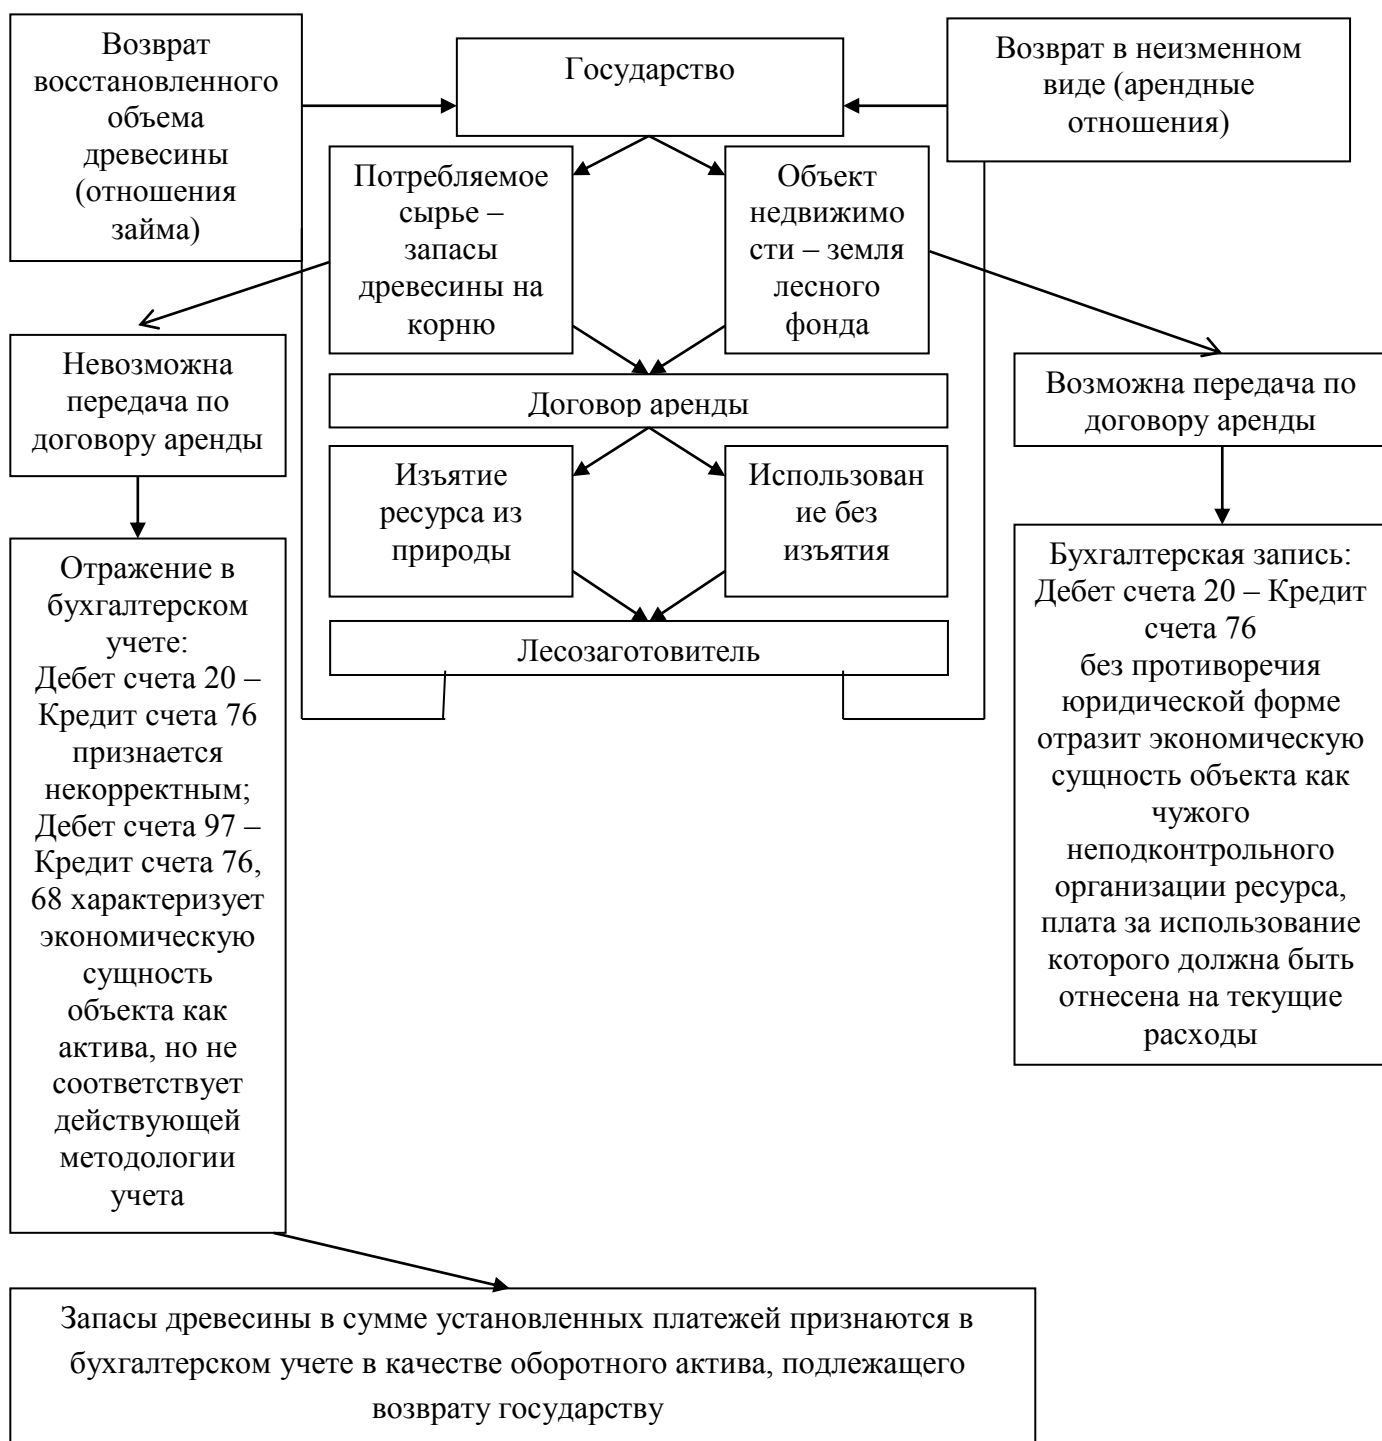 Возврат
восстановленного
объема
древесины
(отношения
займа)
Государство
Возврат в неизменном
виде (арендные
отношения)
Потребляемое
сырье –
запасы
древесины на
корню
Объект
недвижимо
сти – земля
лесного
фонда
Невозможна
передача по
договору аренды
Договор аренды
Возможна передача по
договору аренды
Изъятие
ресурса из
природы
Использован
ие без
изъятия
Лесозаготовитель
Отражение в
бухгалтерском
учете:
Дебет счета 20 –
Кредит счета 76
признается
некорректным;
Дебет счета 97 –
Кредит счета 76,
68 характеризует
экономическую
сущность
объекта как
актива, но не
соответствует
действующей
методологии
учета
Бухгалтерская запись:
Дебет счета 20 – Кредит
счета 76
без противоречия
юридической форме
отразит экономическую
сущность объекта как
чужого
неподконтрольного
организации ресурса,
плата за использование
которого должна быть
отнесена на текущие
расходы
Запасы древесины в сумме установленных платежей признаются в
бухгалтерском учете в качестве оборотного актива, подлежащего
возврату государству